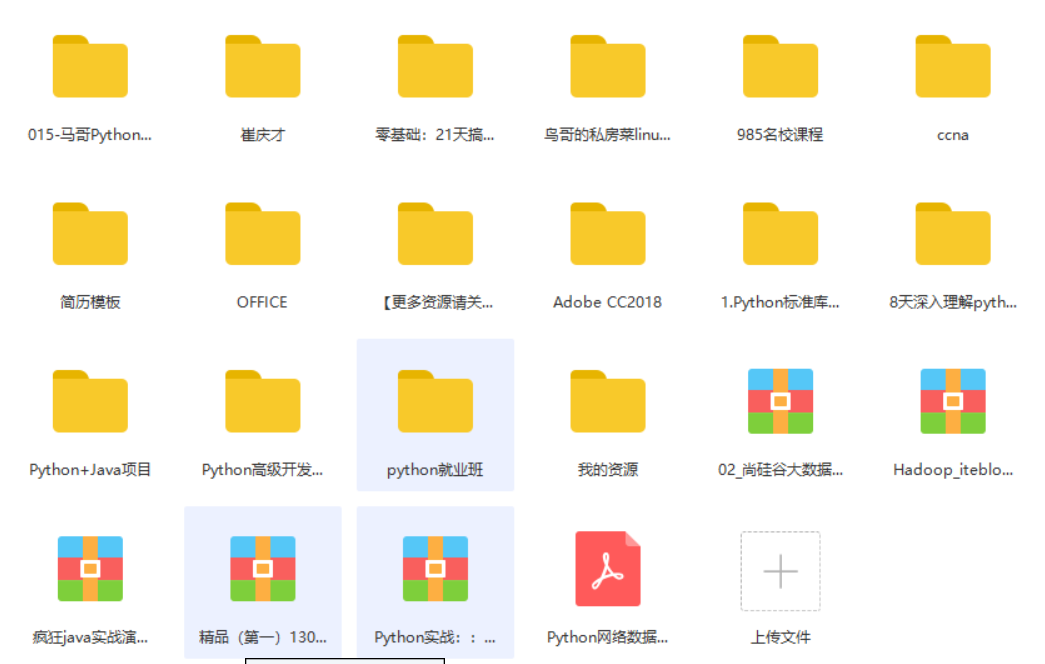 015-马哥Python...
崔庆才
零基础：21天搞...
鸟哥的私房菜linu...
985名校课程
ccna
简历模板
OFFICE
【更多资源请关...
Adobe CC2018
1.Python标准库...
8天深入理解pyth...
Python+Java项目
Python高级开发...
python就业班
我的资源
02_尚硅谷大数据...
Hadoop_iteblo...
疯狂java实战演...
精品（第一）130...
Python实战：：...
Python网络数据...
上传文件